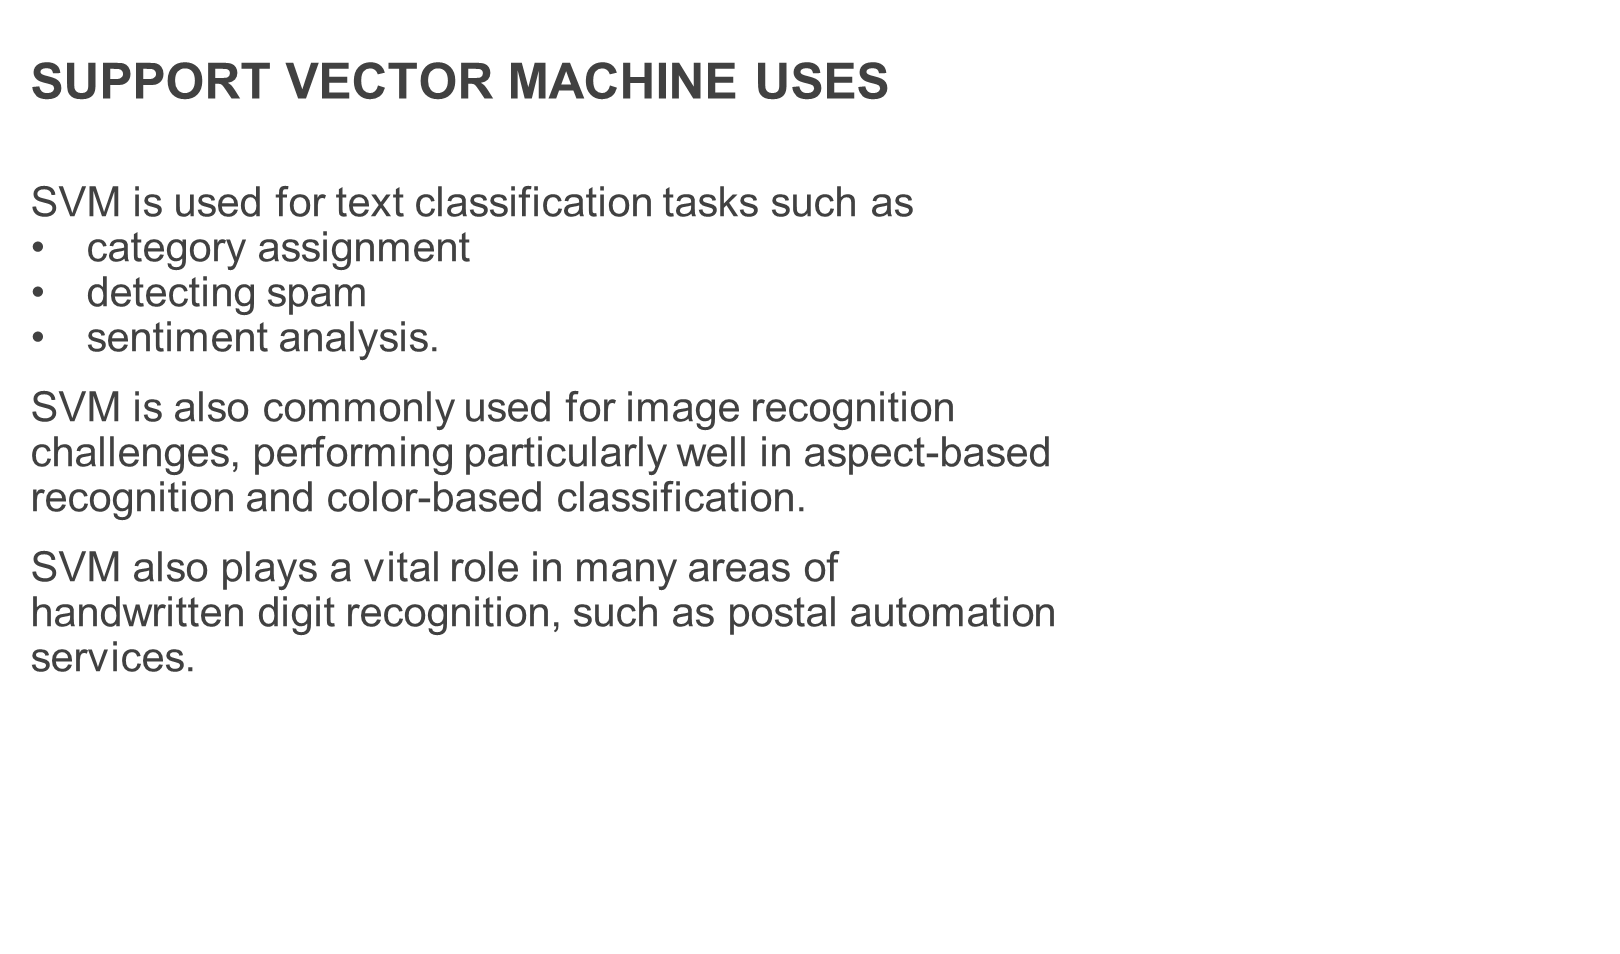 SUPPORT VECTOR MACHINE USES
SVM is used for text classification tasks such as
• category assignment
• detecting spam
• sentiment analysis.
SVM is also commonly used for image recognition
challenges, performing particularly well in aspect-based
recognition and color-based classification.
SVM also plays a vital role in many areas of
handwritten digit recognition, such as postal automation
services.